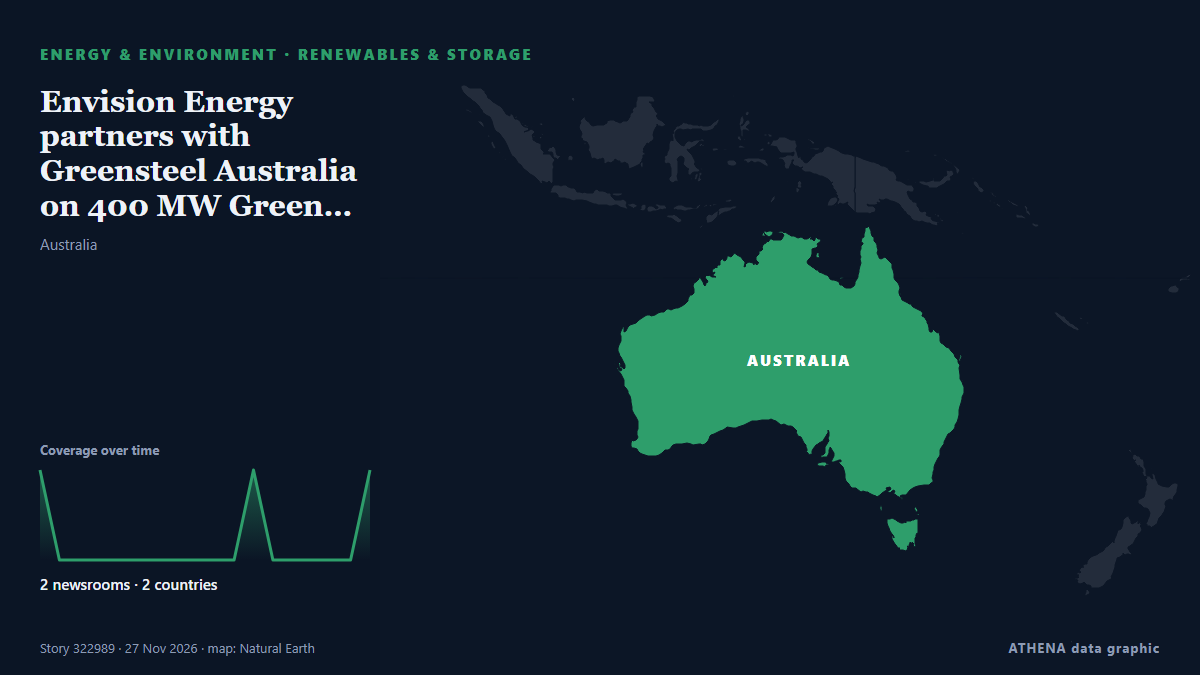 ENERGY & ENVIRONMENT · RENEWABLES & STORAGE
Envision Energy
partners with
Greensteel Australia
on 400 MW Green...
Australia
AUSTRALIA
Coverage over time
2 newsrooms · 2 countries
Story 322989 · 27 Nov 2026 · map: Natural Earth
ATHENA data graphic